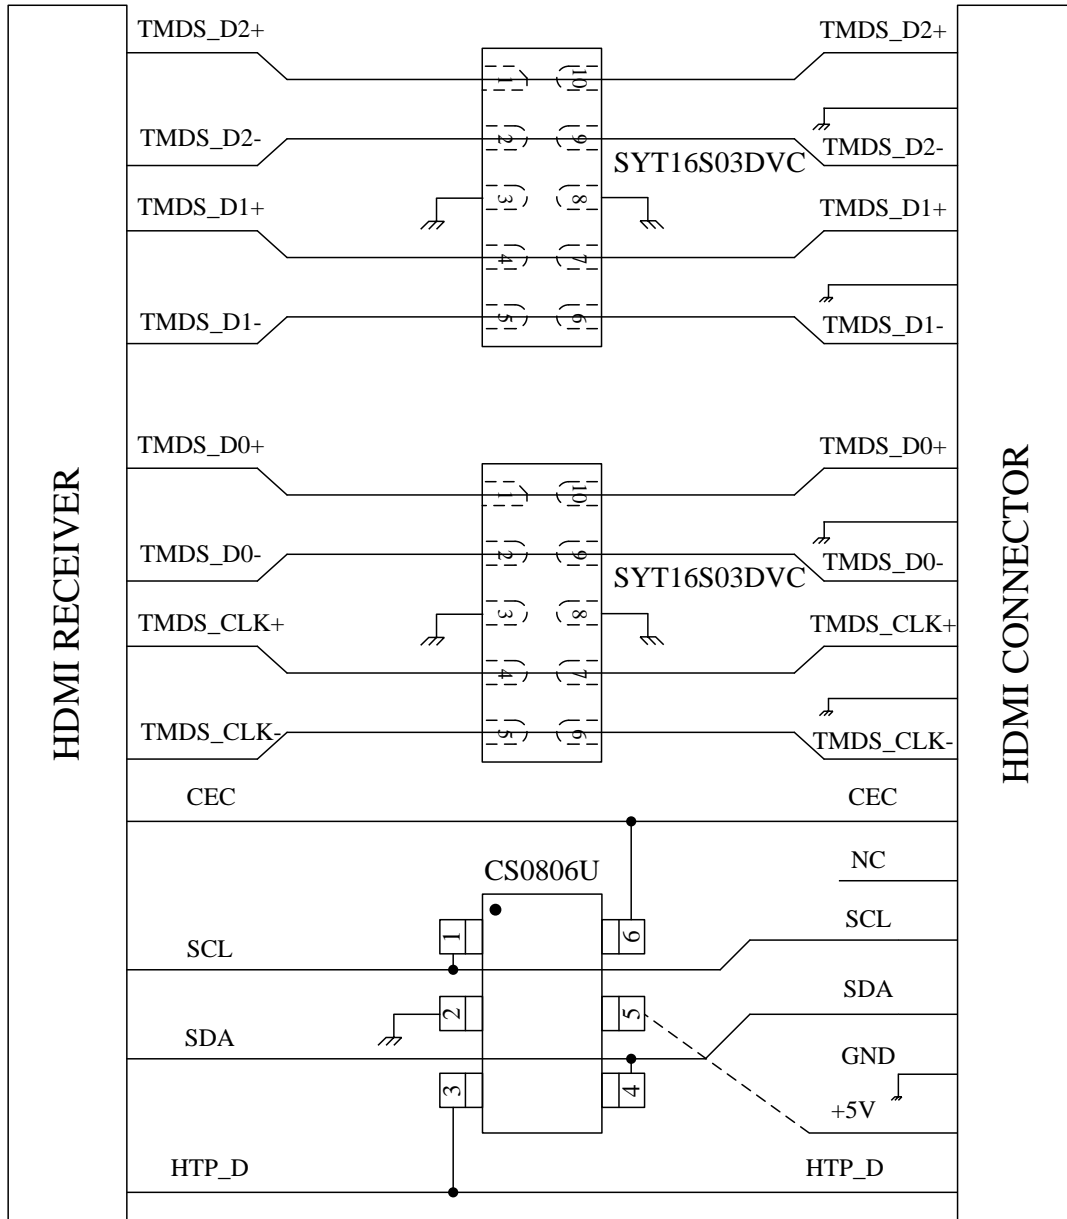 TMDS_D2+
TMDS_D2+
1
10
TMDS_D2-
2
9
TMDS_D2-
SYT16S03DVC
3
8
TMDS_D1+
TMDS_D1+
4
7
TMDS_D1-
5
6
TMDS_D1-
HDMI RECEIVER
HDMI CONNECTOR
TMDS_D0+
TMDS_D0+
1
10
TMDS_D0-
2
9
TMDS_D0-
SYT16S03DVC
3
8
TMDS_CLK+
TMDS_CLK+
4
7
TMDS_CLK-
5
6
TMDS_CLK-
CEC
CEC
CS0806U
NC
1
6
SCL
SCL
2
5
SDA
SDA
GND
3
4
+5V
HTP_D
HTP_D